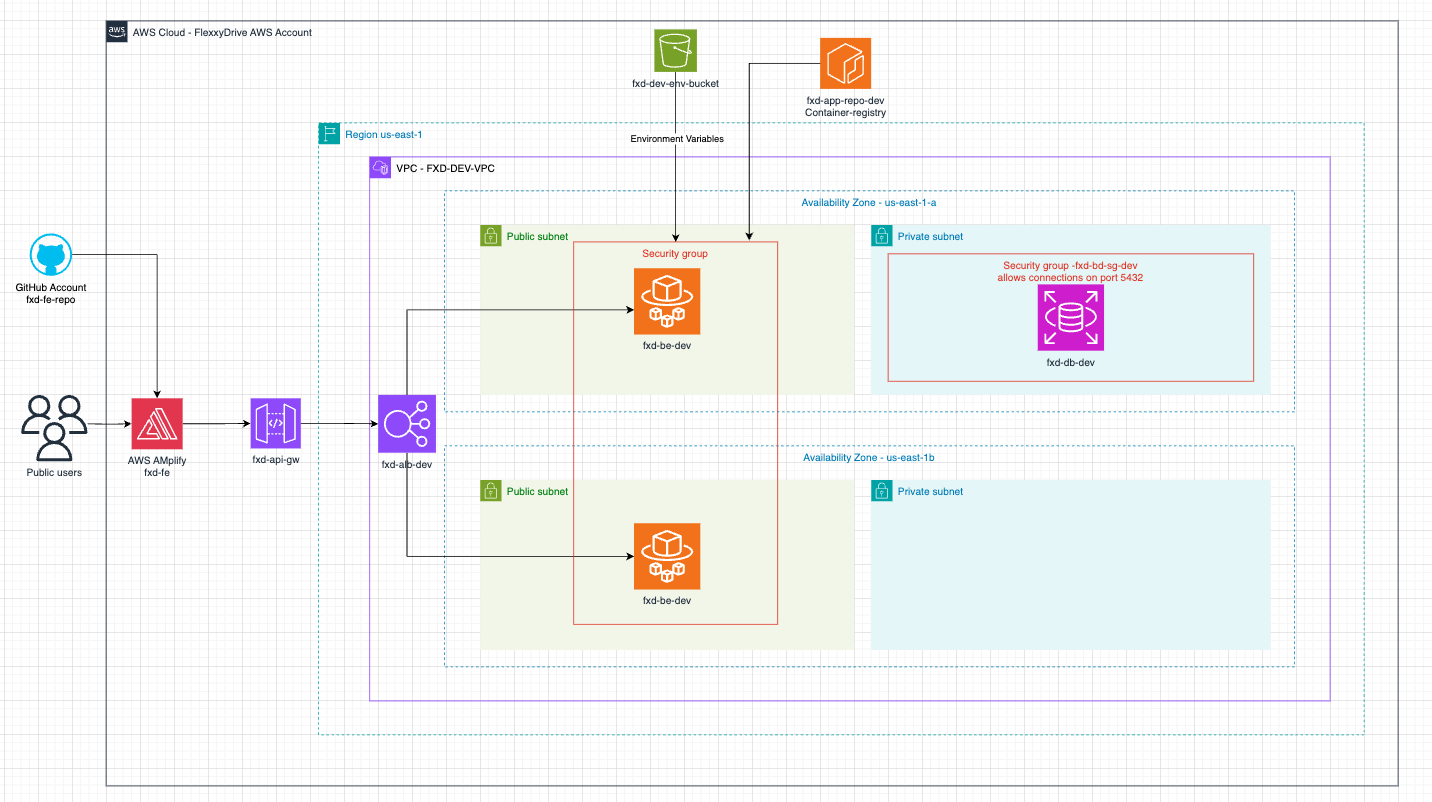 aws
AWS Cloud - FlexxyDrive AWS Account
fxd-dev-env-bucket
fxd-app-repo-dev
Container-registry
Region us-east-1
Environment Variables
VPC - FXD-DEV-VPC
Availability Zone - us-east-1-a
Public subnet
Security group
fxd-be-dev
Private subnet
Security group -fxd-bd-sg-dev
allows connections on port 5432
fxd-db-dev
GitHub Account
fxd-fe-repo
Public users
AWS AMplify
fxd-fe
</>
fxd-api-gw
fxd-alb-dev
Availability Zone - us-east-1b
Public subnet
fxd-be-dev
Private subnet